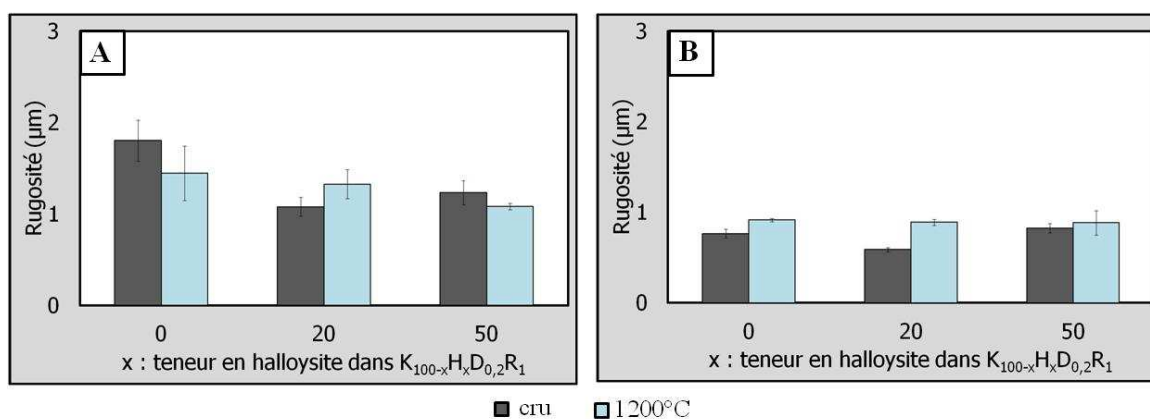 A
Rugosité (µm)
3
2
1
0
0 20 50
x : teneur en halloysite dans K₁₀₀₋ₓHₓD₀,₂R₁
B
Rugosité (µm)
3
2
1
0
0 20 50
x : teneur en halloysite dans K₁₀₀₋ₓHₓD₀,₂R₁
cru 1200°C